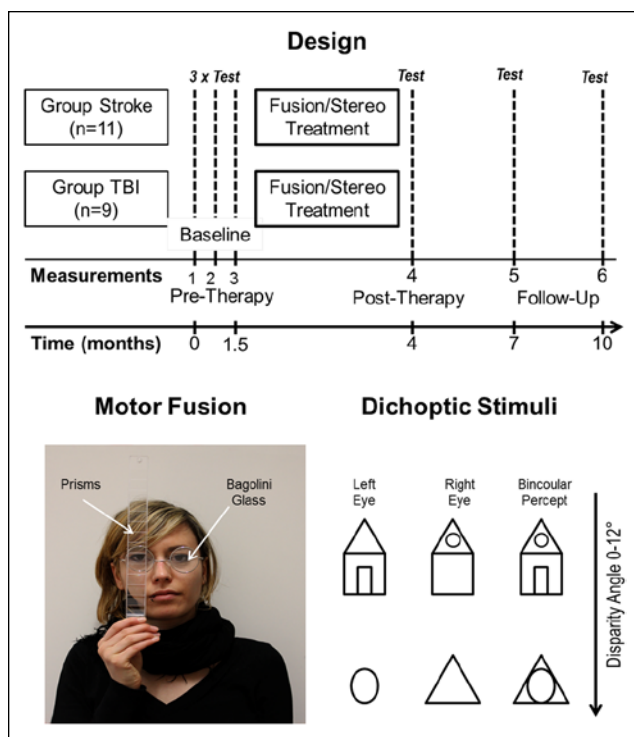 Design
3 x Test
Test
Test
Test
Group Stroke
(n=11)
Fusion/Stereo
Treatment
Group TBI
(n=9)
Fusion/Stereo
Treatment
Baseline
Measurements
1 2 3 4 5 6
Pre-Therapy Post-Therapy Follow-Up
Time (months)
0 1.5 4 7 10
Motor Fusion
Prisms
Bagolini
Glass
Dichoptic Stimuli
Left
Eye
Right
Eye
Bincoular
Percept
Disparity Angle 0-12°